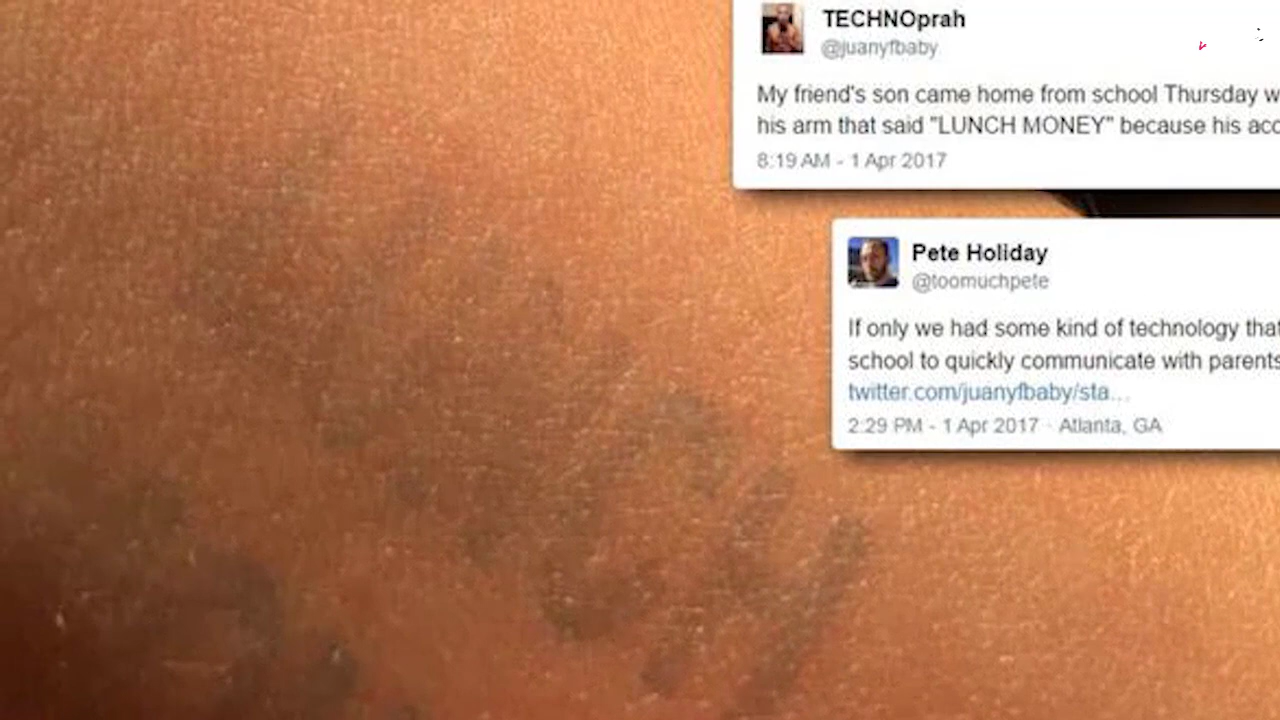 TECHNOprah
@juanyfbaby
My friend's son came home from school Thursday w
his arm that said "LUNCH MONEY" because his acc
8:19 AM - 1 Apr 2017
Pete Holiday
@toomuchpete
If only we had some kind of technology that
school to quickly communicate with parents
twitter.com/juanyfbaby/sta...
2:29 PM - 1 Apr 2017 · Atlanta, GA